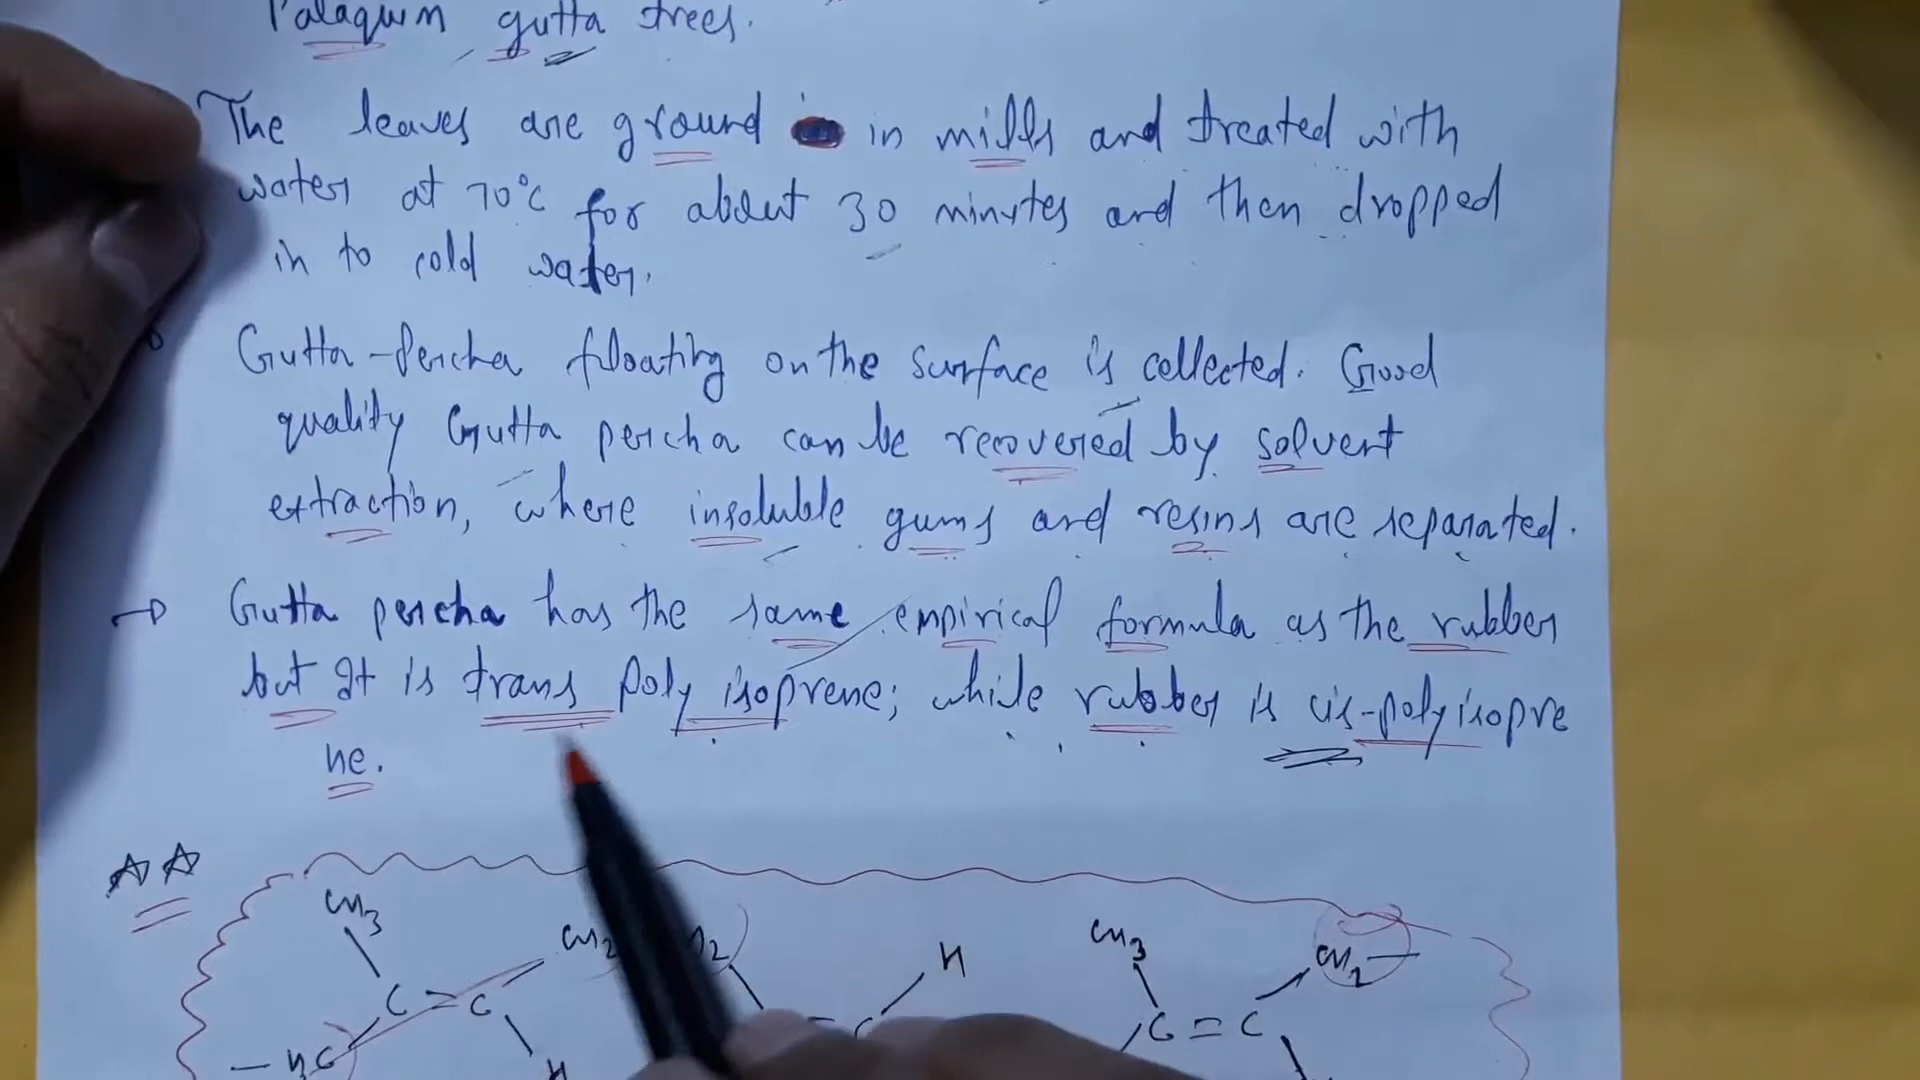 Palaquim gutta trees.
The leaves are ground in mills and treated with
water at 70°C for about 30 minutes and then dropped
in to cold water.
Gutta-Percha floating on the surface is collected. Good
quality Gutta percha can be recovered by solvent
extraction, where insoluble gums and resins are separated.
→ Gutta percha has the same empirical formula as the rubber
but It is trans poly isoprene; while rubber is cis-polyisopre
ne.
CH3 CH2 H CH3 CH2
C = C C C = C
H2C H